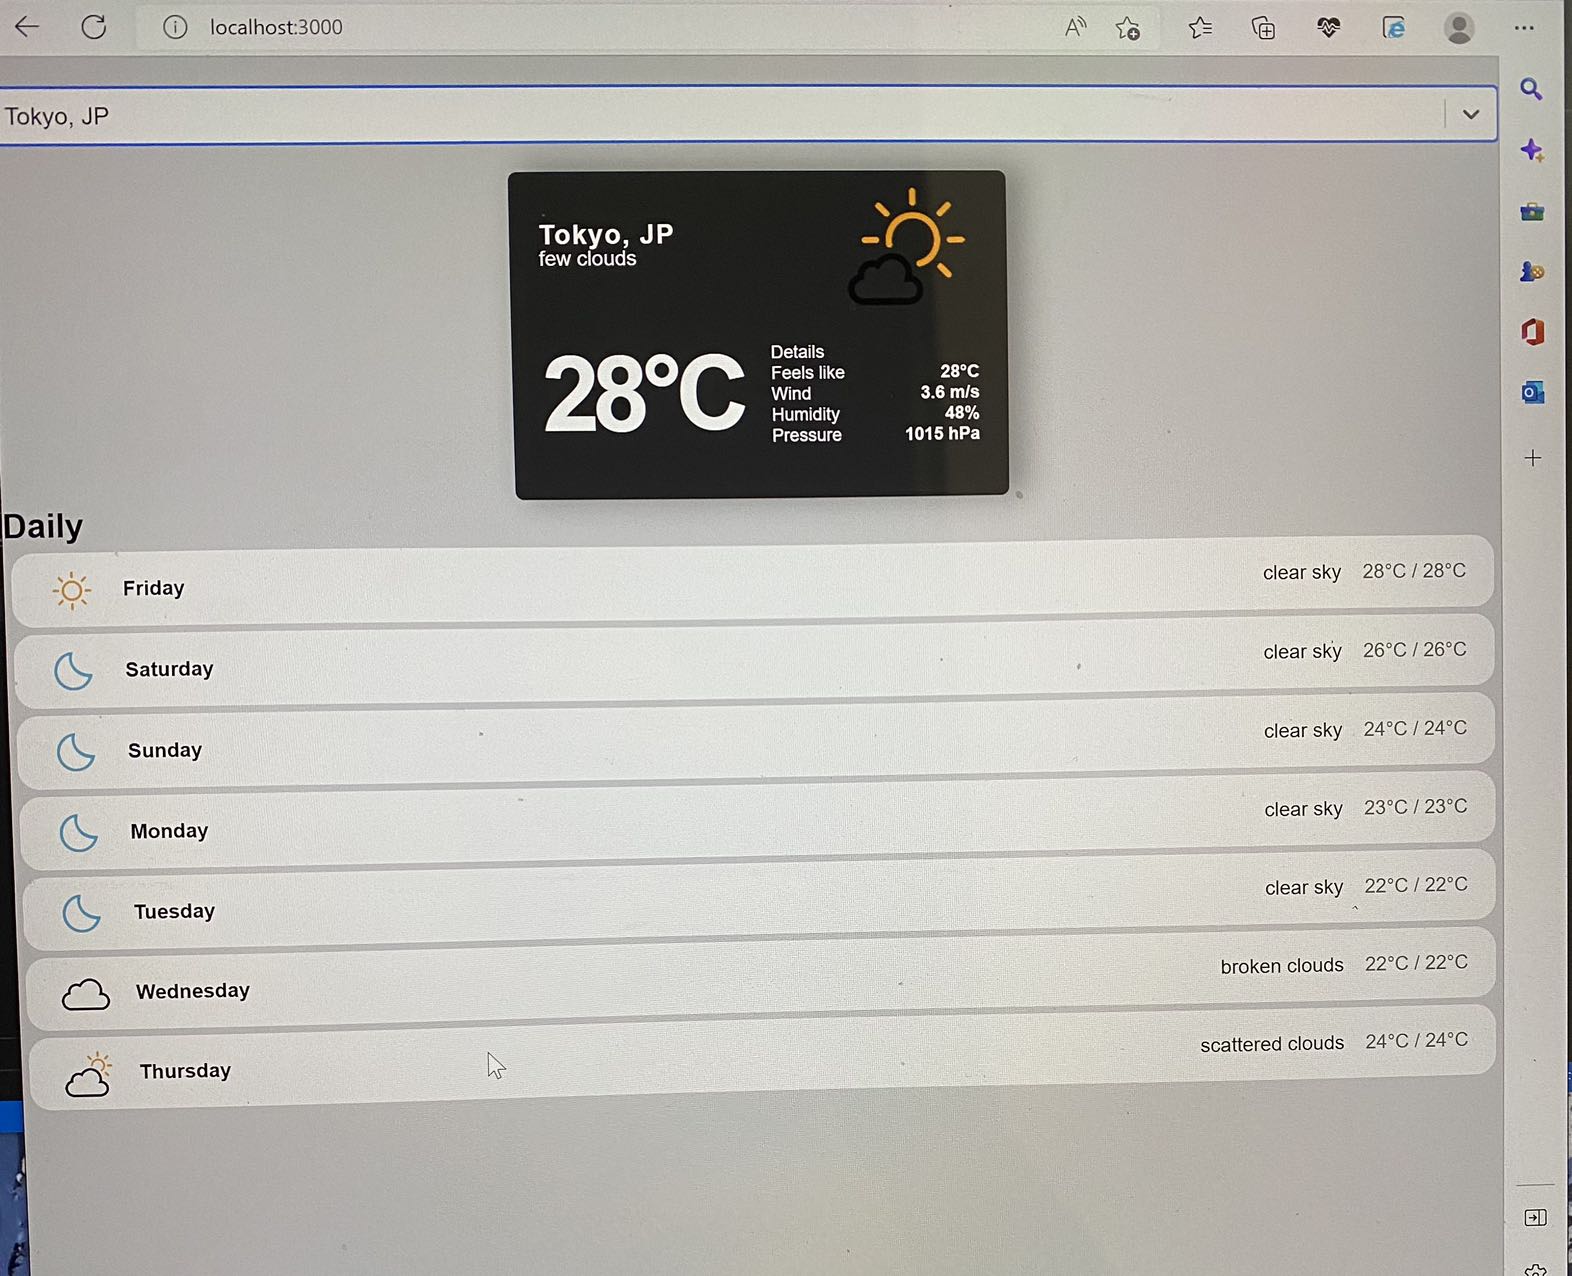 localhost:3000
Tokyo, JP
Tokyo, JP
few clouds
28°C
Details
Feels like 28°C
Wind 3.6 m/s
Humidity 48%
Pressure 1015 hPa
Daily
Friday clear sky 28°C / 28°C
Saturday clear sky 26°C / 26°C
Sunday clear sky 24°C / 24°C
Monday clear sky 23°C / 23°C
Tuesday clear sky 22°C / 22°C
Wednesday broken clouds 22°C / 22°C
Thursday scattered clouds 24°C / 24°C